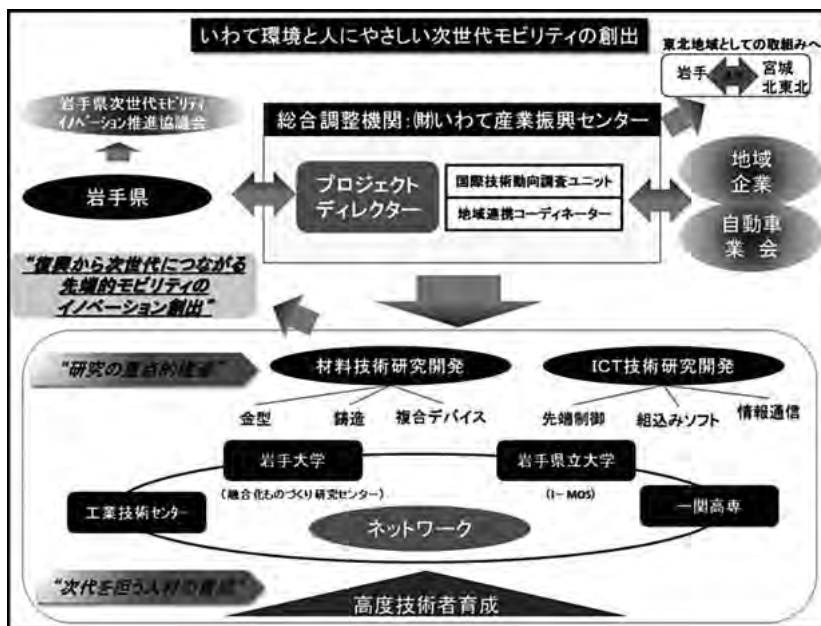 いわて環境と人にやさしい次世代モビリティの創出
東北地域としての取組みへ
岩手
宮城
北東北
岩手県次世代モビリティ
イノベーション推進協議会
総合調整機関:㈶いわて産業振興センター
岩手県
プロジェクト
ディレクター
国際技術動向調査ユニット
地域連携コーディネーター
地域
企業
自動車
業会
“復興から次世代につながる
先端的モビリティの
イノベーション創出”
“研究の重点的推進”
材料技術研究開発
ICT技術研究開発
金型
鋳造
複合デバイス
先端制御
組込みソフト
情報通信
岩手大学
(融合化ものづくり研究センター)
岩手県立大学
(I-MOS)
工業技術センター
一関高専
ネットワーク
“次代を担う人材の育成”
高度技術者育成